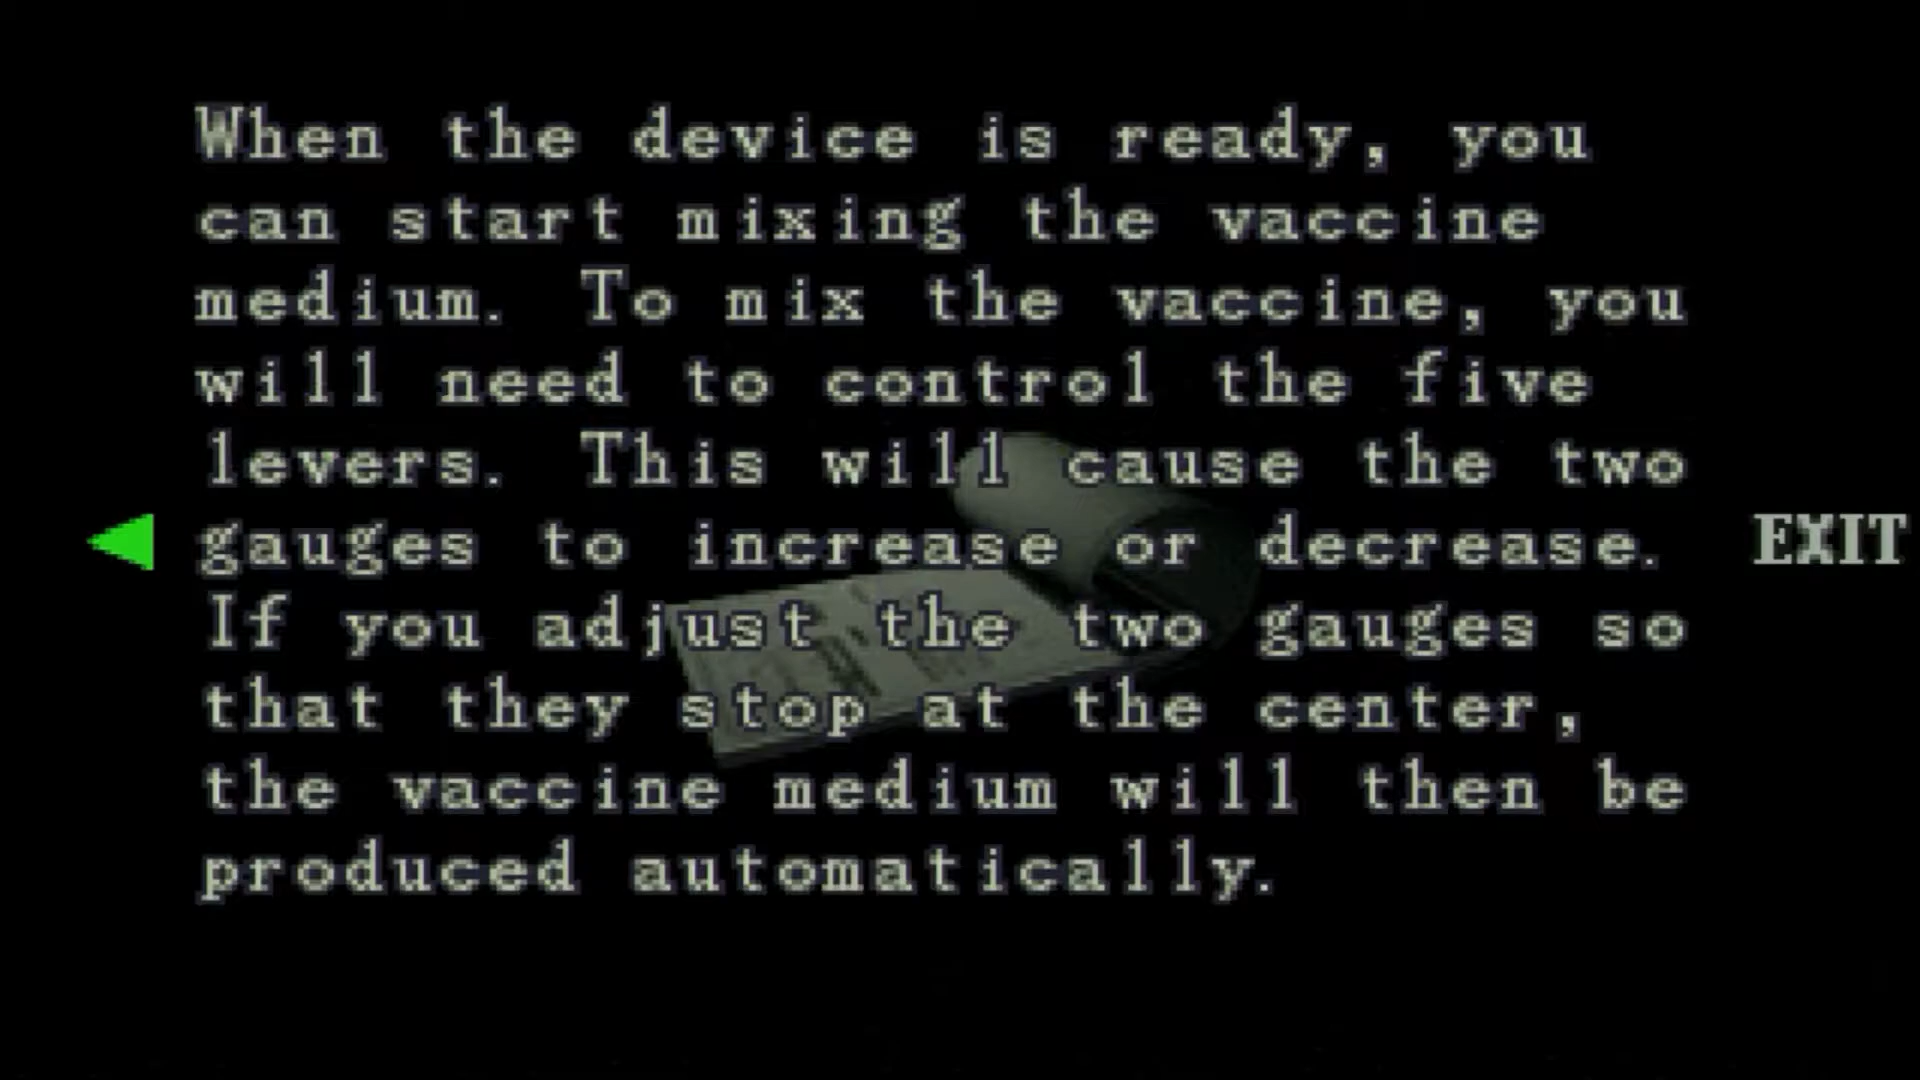 When the device is ready, you
can start mixing the vaccine
medium. To mix the vaccine, you
will need to control the five
levers. This will cause the two
gauges to increase or decrease.
EXIT
If you adjust the two gauges so
that they stop at the center,
the vaccine medium will then be
produced automatically.